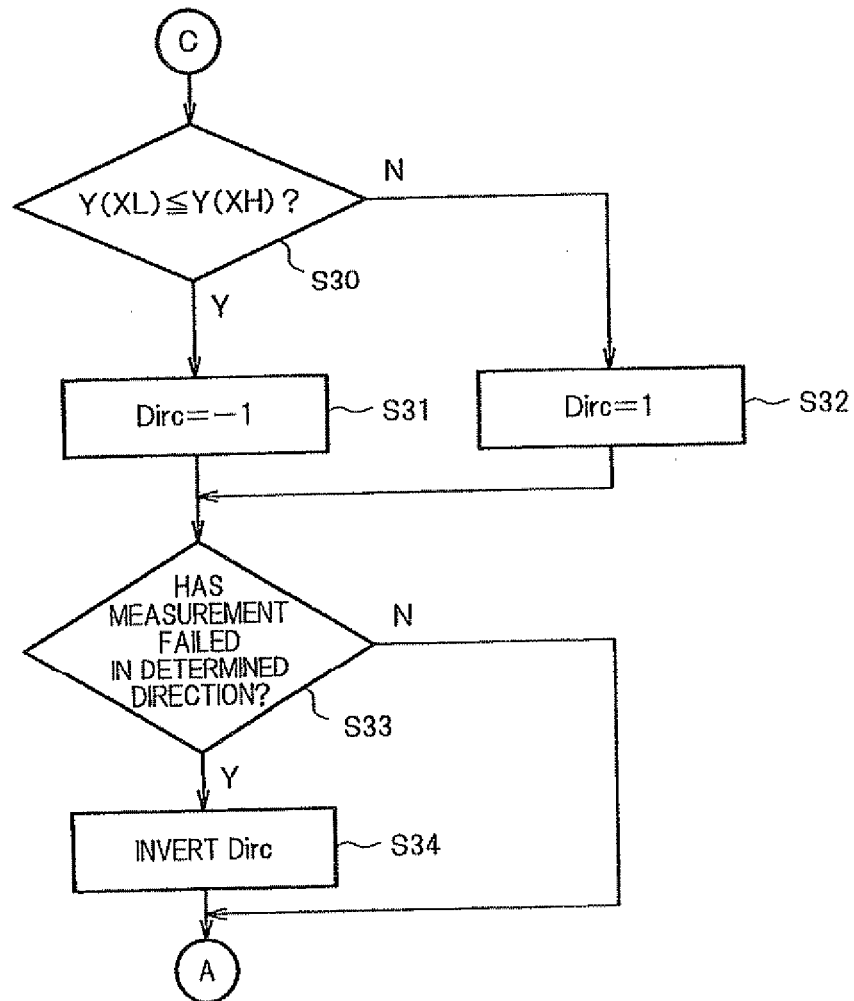 C
Y(XL)≦Y(XH)?
N
S30
Y
Dirc=−1
S31
Dirc=1
S32
HAS
MEASUREMENT
FAILED
IN DETERMINED
DIRECTION?
N
S33
Y
INVERT Dirc
S34
A